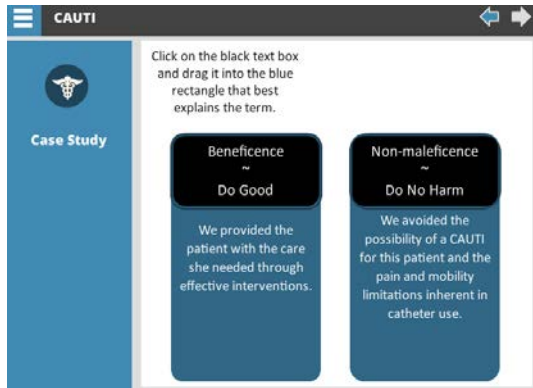 CAUTI
Case Study
Click on the black text box
and drag it into the blue
rectangle that best
explains the term.
Beneficence
~
Do Good
We provided the
patient with the care
she needed through
effective interventions.
Non-maleficence
~
Do No Harm
We avoided the
possibility of a CAUTI
for this patient and the
pain and mobility
limitations inherent in
catheter use.